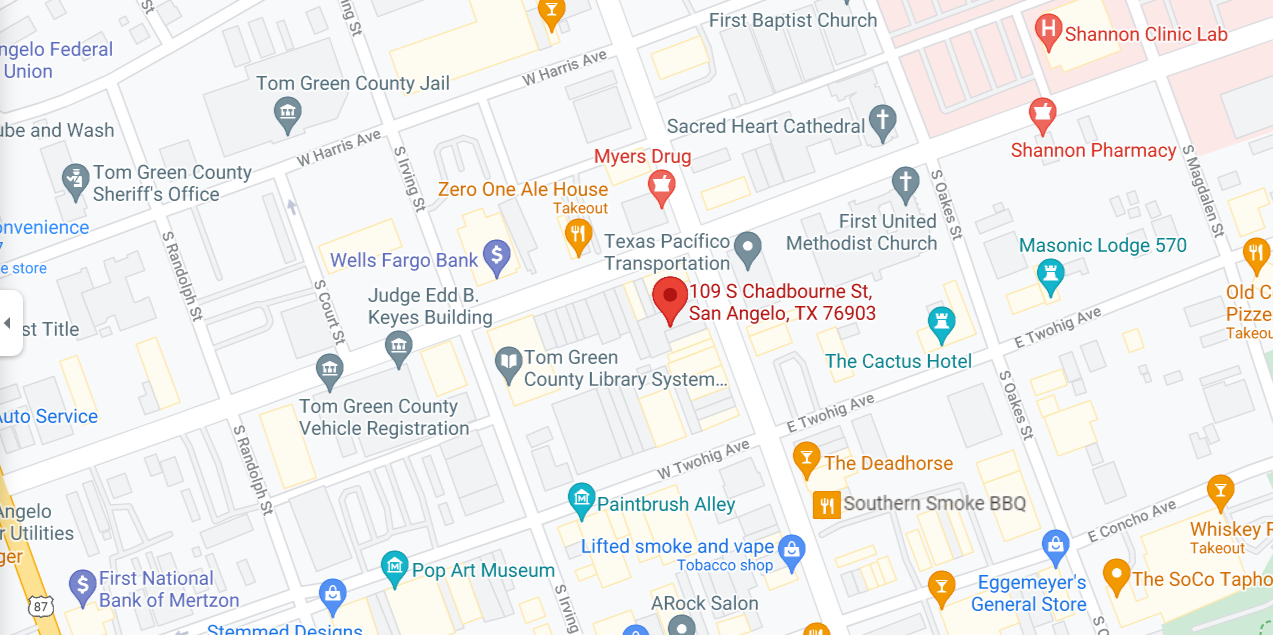 First Baptist Church
Shannon Clinic Lab
ngelo Federal
Union
St
ving St
W Harris Ave
Tom Green County Jail
ube and Wash
W Harris Ave
Sacred Heart Cathedral
Shannon Pharmacy
Myers Drug
Tom Green County
Sheriff's Office
S Irving St
Zero One Ale House
Takeout
S Oakes St
S Magdalen St
onvenience
7
e store
First United
Methodist Church
Texas Pacífico
Transportation
Masonic Lodge 570
Wells Fargo Bank
S Randolph St
S Court St
Judge Edd B.
Keyes Building
109 S Chadbourne St,
San Angelo, TX 76903
Old C
Pizze
Takeou
st Title
E Twohig Ave
The Cactus Hotel
Tom Green
County Library System...
Tom Green County
Vehicle Registration
Auto Service
S Oakes St
E Twohig Ave
S Randolph St
W Twohig Ave
The Deadhorse
Southern Smoke BBQ
Paintbrush Alley
Angelo
r Utilities
ger
E Concho Ave
Whiskey
Takeout
Lifted smoke and vape
Tobacco shop
Pop Art Museum
First National
Bank of Mertzon
87
S Irving
Eggemeyer's
General Store
The SoCo Tapho
ARock Salon
Stemmed Designs
S O